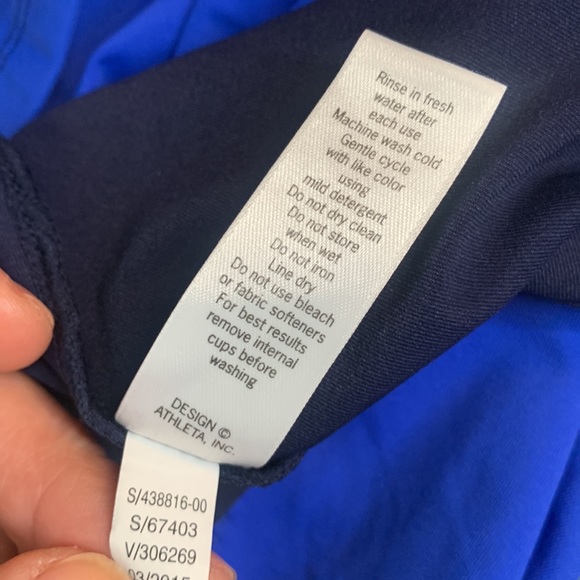 Rinse in fresh
water after
each use
Machine wash cold
Gentle cycle
with like color
using
mild detergent
Do not dry clean
Do not store
when wet
Do not iron
Line dry
Do not use bleach
or fabric softeners
For best results
remove internal
cups before
washing
DESIGN ©
ATHLETA, INC.
S/438816-00
S/67403
V/306269
03/2015